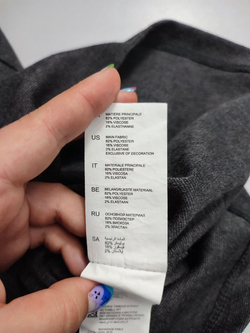 MATIERE PRINCIPALE
82% POLYESTER
16% VISCOSE
2% ELASTHANNE
US MAIN FABRIC
82% POLYESTER
16% VISCOSE
2% ELASTANE
EXCLUSIVE OF DECORATION
IT MATERIALE PRINCIPALE
82% POLIESTERE
16% VISCOSA
2% ELASTAN
BE BELANGRIJKSTE MATERIAAL
82% POLYESTER
16% VISCOSE
2% ELASTAAN
RU ОСНОВНОЙ МАТЕРИАЛ
82% ПОЛИЭСТЕР
16% ВИСКОЗА
2% ЭЛАСТАН
SA